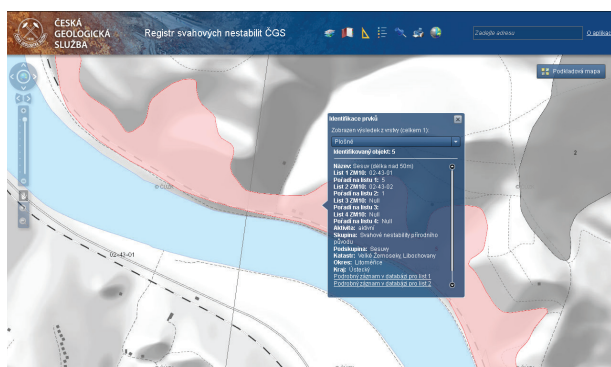 ČESKÁ
GEOLOGICKÁ
SLUŽBA
Registr svahových nestabilit ČGS
Zadejte adresu
O aplikac
Podkladová mapa
Identifikace prvků
Zobrazen výsledek z vrstvy (celkem 1):
Plošné
Identifikovaný objekt: 5
Název: Sesuv (délka nad 50m)
List 1 ZM10: 02-43-01
Pořadí na listu 1: 5
List 2 ZM10: 02-43-02
Pořadí na listu 2: 1
List 3 ZM10: Null
Pořadí na listu 3:
List 4 ZM10: Null
Pořadí na listu 4: Null
Aktivita: aktivní
Skupina: Svahové nestability přírodního
původu
Podskupina: Sesuvy
Katastr: Velké Žernoseky, Libochovany
Okres: Litoměřice
Kraj: Ústecký
Podrobný záznam v databázi pro list 1
Podrobný záznam v databázi pro list 2
2
© ČÚZK
02-43-01